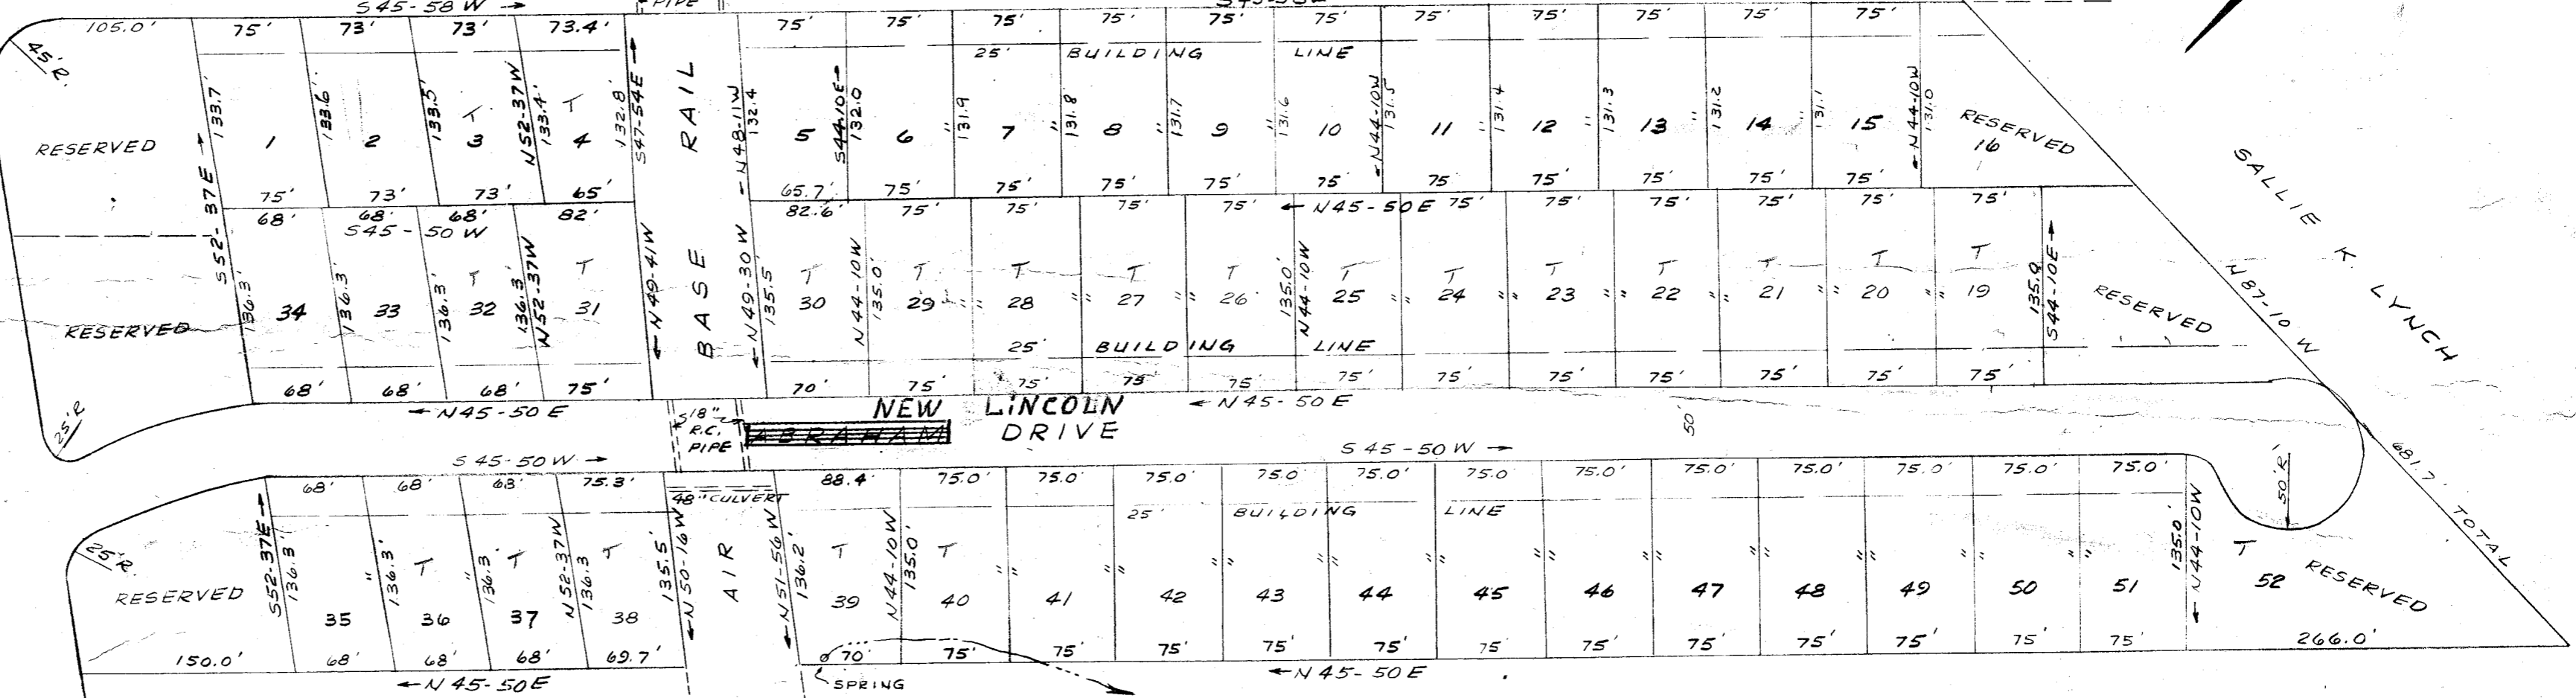 S45-58 W →
PIPE
105.0' 75' 73' 73' 73.4' 75' 75' 75' 75' 75' 75' 75' 75' 75' 75' 75'
25' BUILDING LINE
45' R.
RESERVED
S52-37E →
133.7
1
133.6'
2
133.5'
T
3
N52-37W
133.4'
T
4
132.8'
S47-54E →
RAIL
← N48-11W
132.4
5
S44-10E →
132.0
6
"
131.9
7
"
131.8
8
"
131.7
9
"
131.6
10
← N44-10W
131.5
11
"
131.4
12
"
131.3
13
"
131.2
14
"
131.1
15
← N44-10W
131.0
RESERVED
16
75' 73' 73' 65' 65.7' 75' 75' 75' 75' 75' 75' 75' 75' 75' 75'
68' 68' 68' 82' 82.6' 75' 75' 75' 75' ← N45-50E 75' 75' 75' 75' 75' 75'
S45-50 W
SALLIE K LYNCH
N87-10 W
681.7' TOTAL
RESERVED
136.3'
34
136.3'
33
136.3'
T
32
136.3'
N52-37W
T
31
← N49-41W
BASE
← N49-30 W
135.5'
T
30
N44-10W
135.0'
T
29
"
T
28
"
T
27
"
T
26
135.0'
N44-10W
T
25
"
T
24
"
T
23
"
T
22
"
T
21
"
T
20
"
T
19
135.0
S44-10E →
RESERVED
25' BUILDING LINE
68' 68' 68' 75' 70' 75' 75' 75 75' 75' 75' 75' 75' 75' 75' 75'
25' R
← N45-50 E
18" R.C. PIPE
NEW LINCOLN
ABRAHAM DRIVE
← N45-50 E
50'
S 45-50W →
S 45-50W →
68' 68' 68' 75.3' 88.4' 75.0' 75.0' 75.0' 75.0' 75.0' 75.0 75.0' 75.0' 75.0' 75.0' 75.0' 75.0'
48" CULVERT
25' BUILDING LINE
50' R
25' R.
RESERVED
S52-37E →
136.3'
35
"
136.3'
T
36
"
136.3'
T
37
N52-37W
136.3
T
38
135.5'
← N50-16W
AIR
← N51-56W
136.2'
T
39
N44-10W
135.0'
T
40
"
41
"
42
"
43
"
44
"
45
"
46
"
47
"
48
"
49
"
50
"
51
135.0'
← N44-10W
T
52
RESERVED
150.0' 68' 68' 68' 69.7' 70' 75' 75' 75' 75' 75' 75 75' 75' 75' 75' 75' 75' 266.0'
← N 45-50E
SPRING
← N 45-50 E